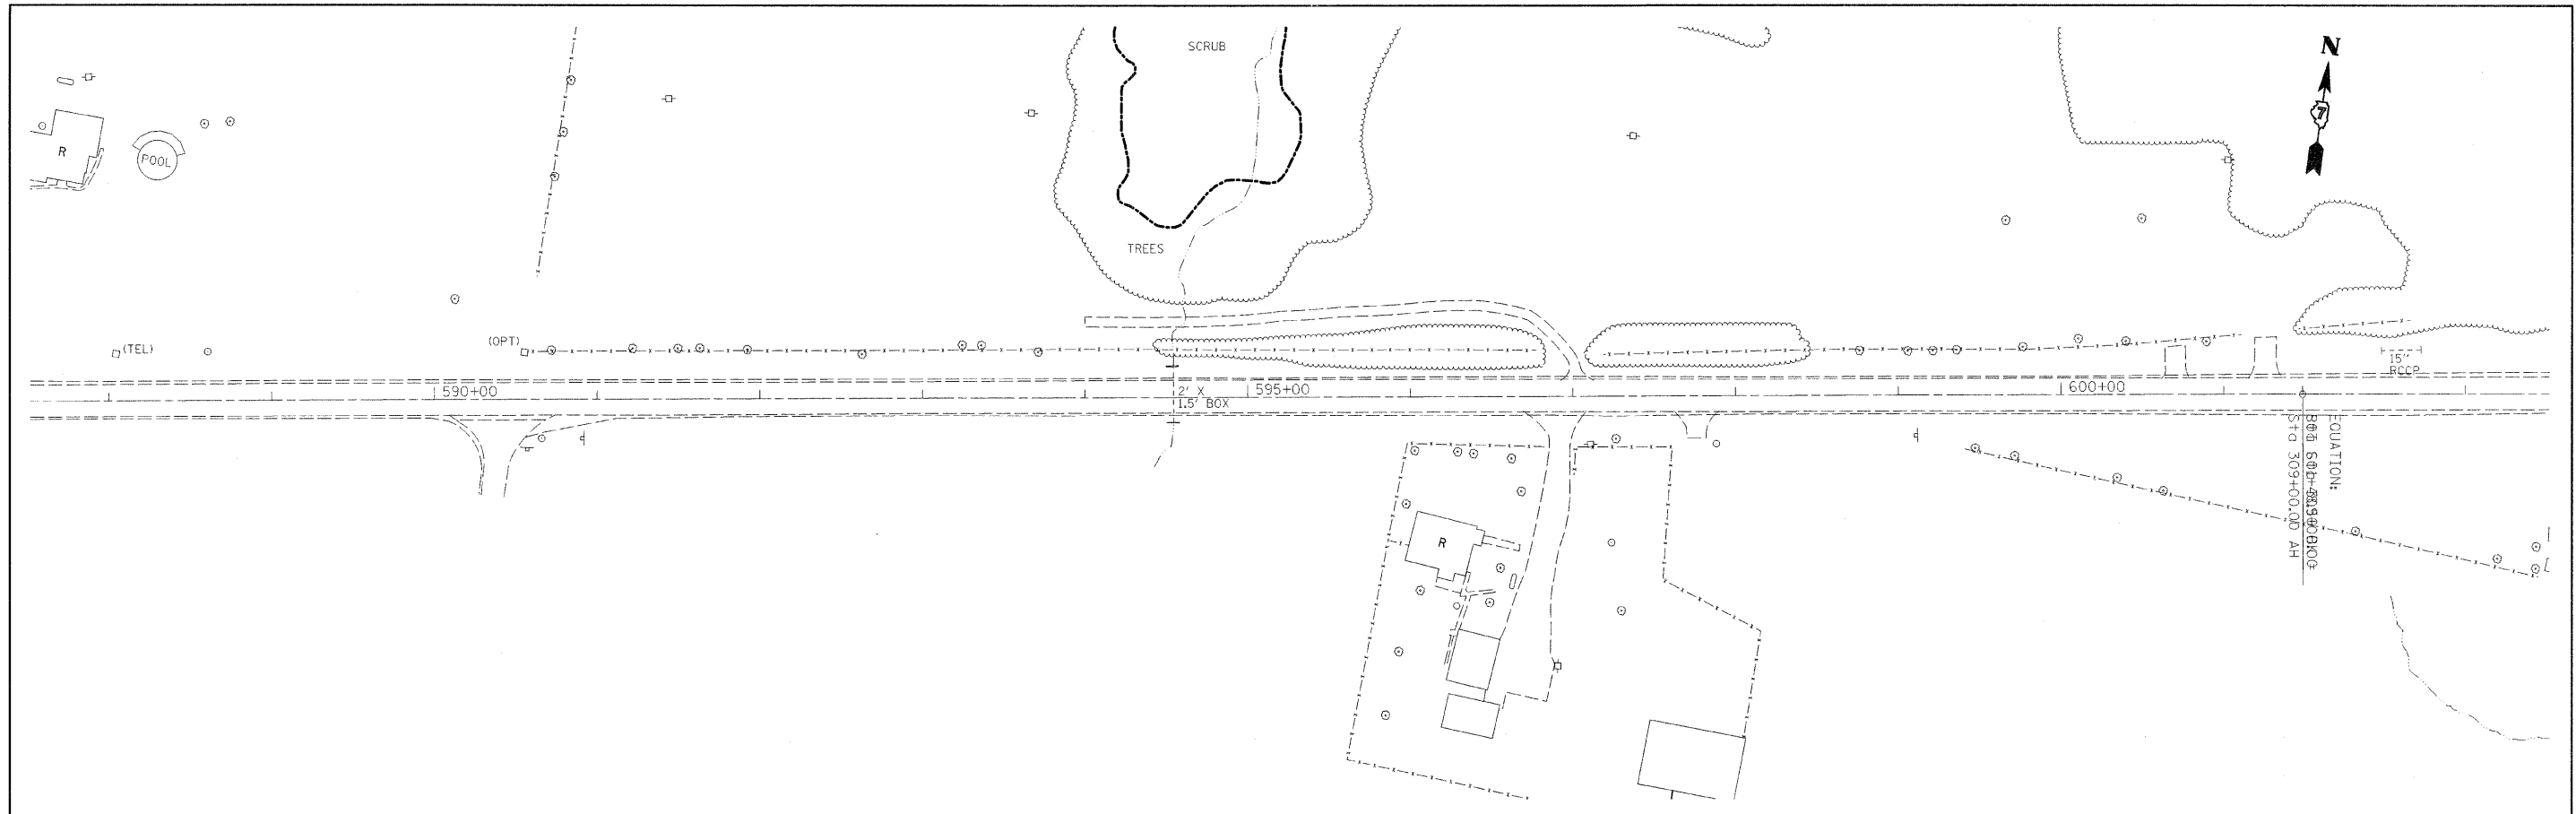 SCRUB
N
7
R
POOL
TREES
(TEL)
(OPT)
15"
RCCP
590+00
2' X
1.5' BOX
595+00
600+00
EQUATION:
Sta 309+00.00 AH
R